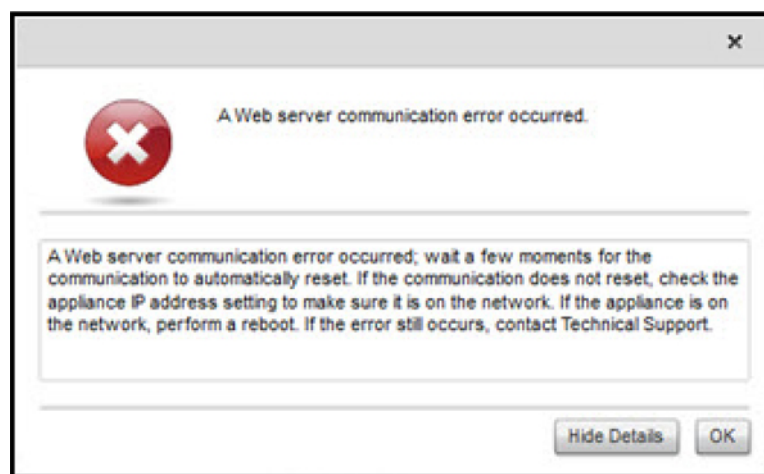 A Web server communication error occurred.
A Web server communication error occurred; wait a few moments for the
communication to automatically reset. If the communication does not reset, check the
appliance IP address setting to make sure it is on the network. If the appliance is on
the network, perform a reboot. If the error still occurs, contact Technical Support.
Hide Details OK